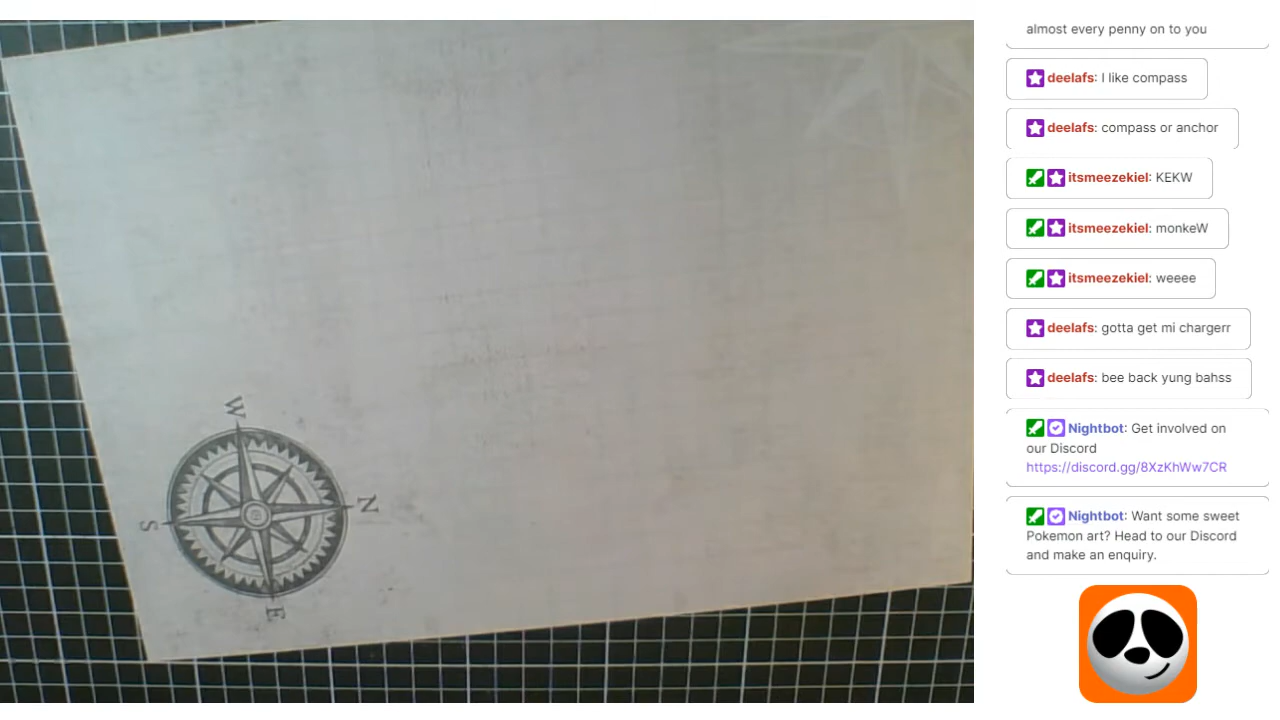 almost every penny on to you
deelafs: I like compass
deelafs: compass or anchor
itsmeezekiel: KEKW
itsmeezekiel: monkeW
itsmeezekiel: weeee
deelafs: gotta get mi chargerr
deelafs: bee back yung bahss
Nightbot: Get involved on
our Discord
https://discord.gg/8XzKhWw7CR
Nightbot: Want some sweet
Pokemon art? Head to our Discord
and make an enquiry.
W
N
S
E